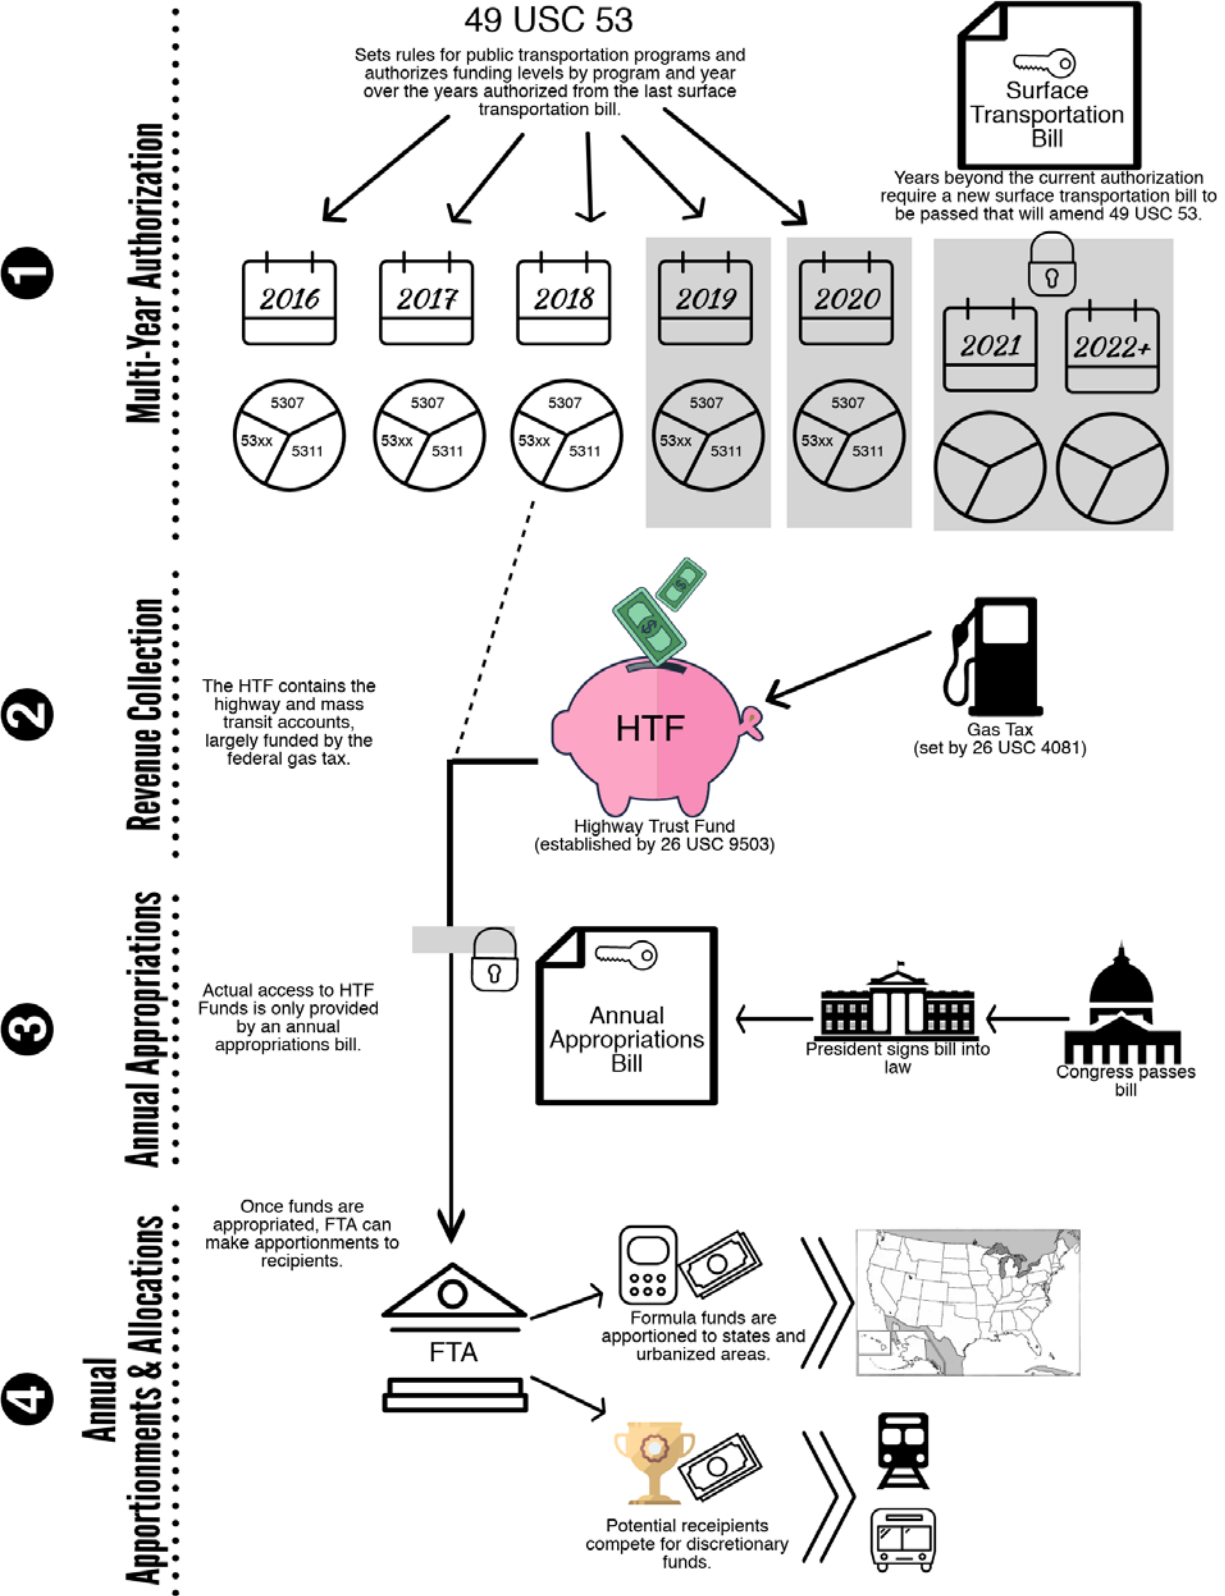 49 USC 53
Sets rules for public transportation programs and
authorizes funding levels by program and year
over the years authorized from the last surface
transportation bill.
Surface
Transportation
Bill
Years beyond the current authorization
require a new surface transportation bill to
be passed that will amend 49 USC 53.
1
Multi-Year Authorization
2016
2017
2018
2019
2020
2021
2022+
5307
53xx
5311
5307
53xx
5311
5307
53xx
5311
5307
53xx
5311
5307
53xx
5311
2
Revenue Collection
The HTF contains the
highway and mass
transit accounts,
largely funded by the
federal gas tax.
$
$
HTF
Highway Trust Fund
(established by 26 USC 9503)
Gas Tax
(set by 26 USC 4081)
3
Annual Appropriations
Actual access to HTF
Funds is only provided
by an annual
appropriations bill.
Annual
Appropriations
Bill
President signs bill into
law
Congress passes
bill
4
Annual
Apportionments & Allocations
Once funds are
appropriated, FTA can
make apportionments to
recipients.
FTA
Formula funds are
apportioned to states and
urbanized areas.
Potential receipients
compete for discretionary
funds.